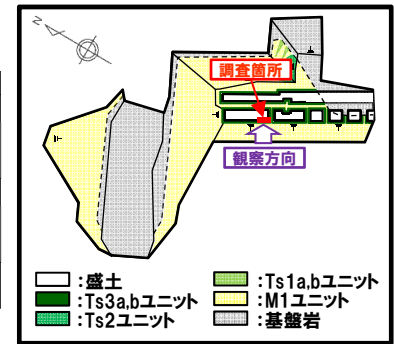 N
調査箇所
観察方向
:盛土
:Ts1a,bユニット
:Ts3a,bユニット
:M1ユニット
:Ts2ユニット
:基盤岩